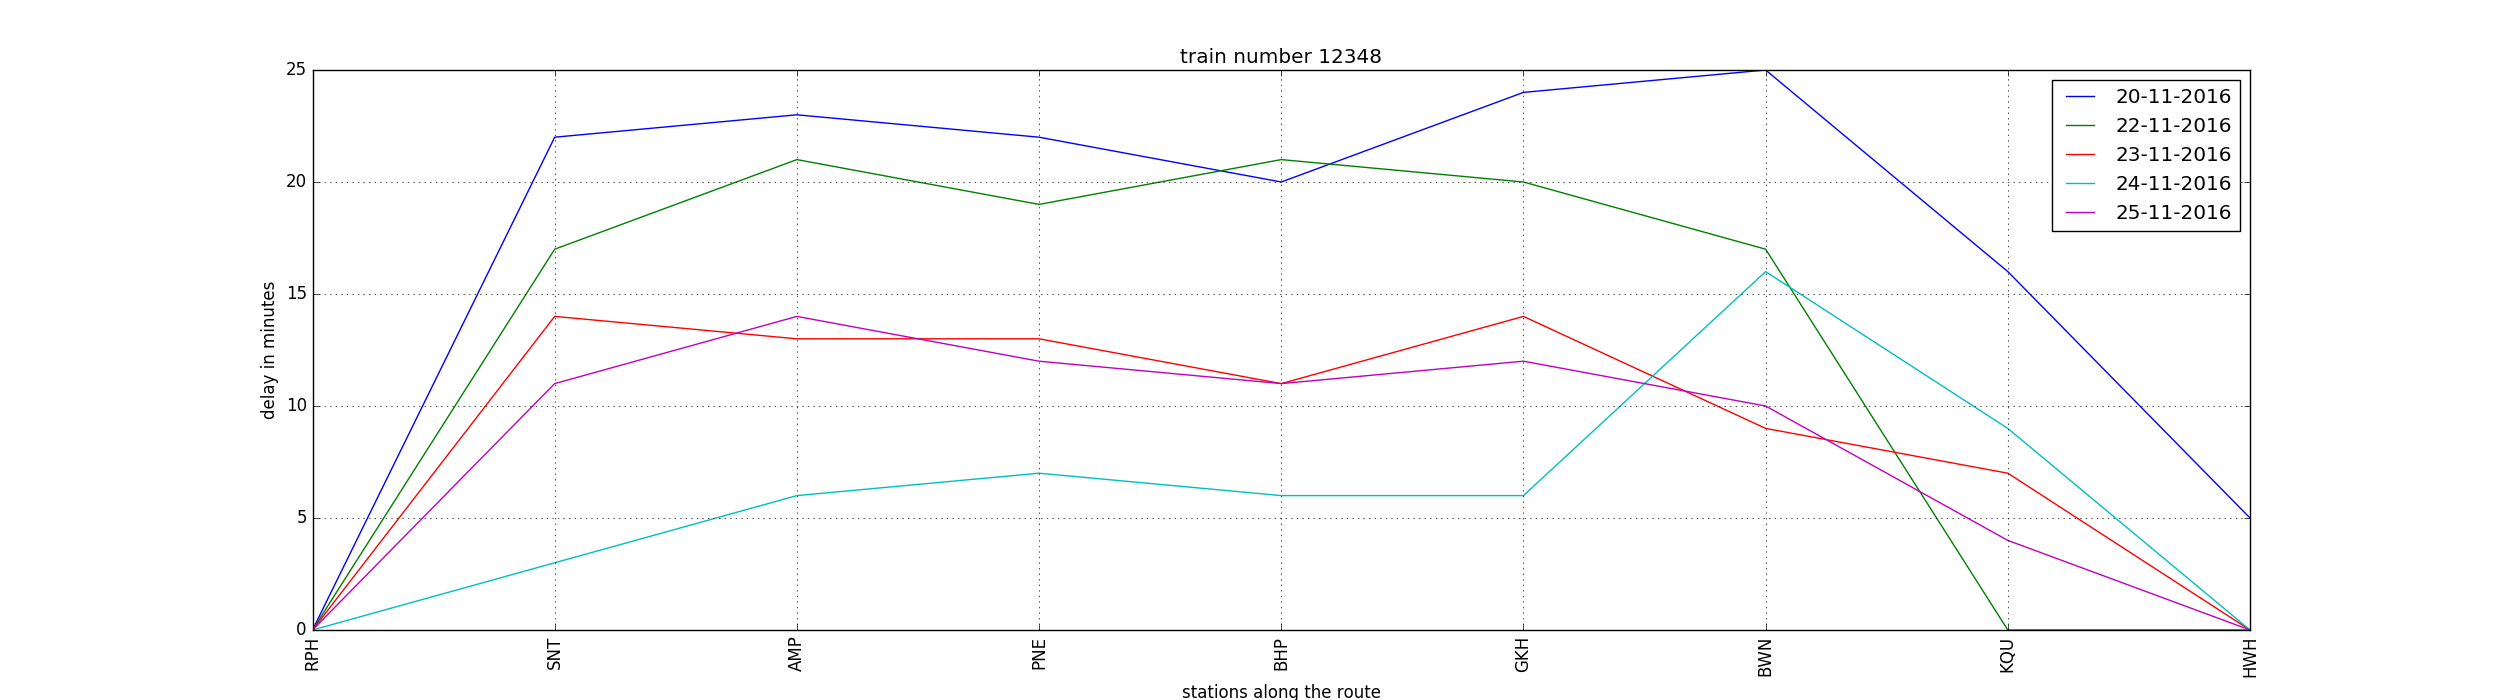 train number 12348
25
20
15
10
5
0
delay in minutes
20-11-2016
22-11-2016
23-11-2016
24-11-2016
25-11-2016
RPH
SNT
AMP
PNE
BHP
GKH
BWN
KQU
HWH
stations along the route